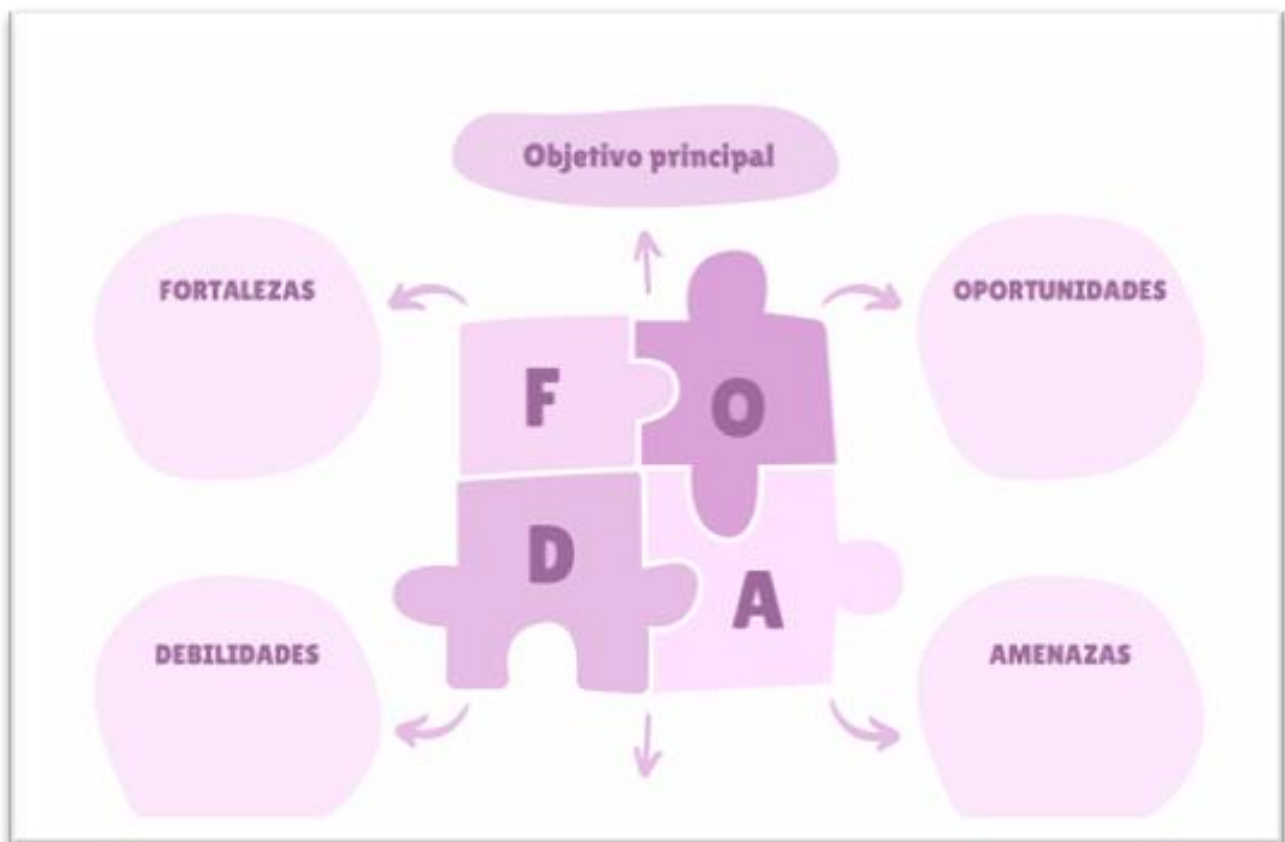 Objetivo principal
FORTALEZAS
OPORTUNIDADES
F
O
D
A
DEBILIDADES
AMENAZAS